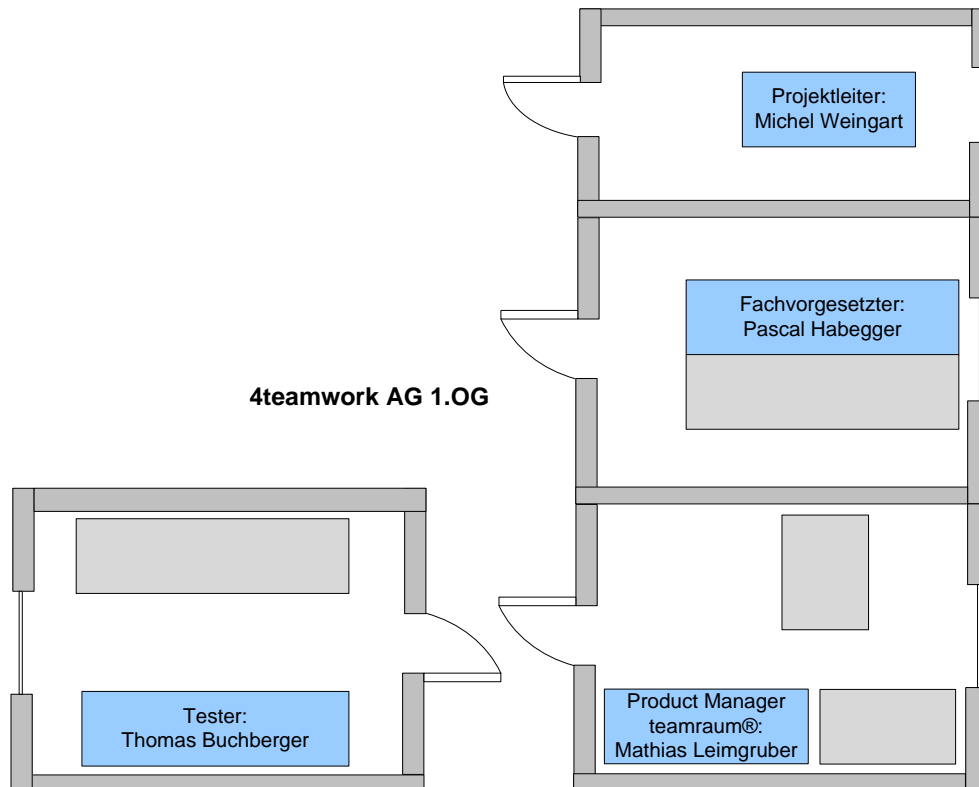 Projektleiter:
Michel Weingart
Fachvorgesetzter:
Pascal Habegger
4teamwork AG 1.OG
Tester:
Thomas Buchberger
Product Manager
teamraum®:
Mathias Leimgruber